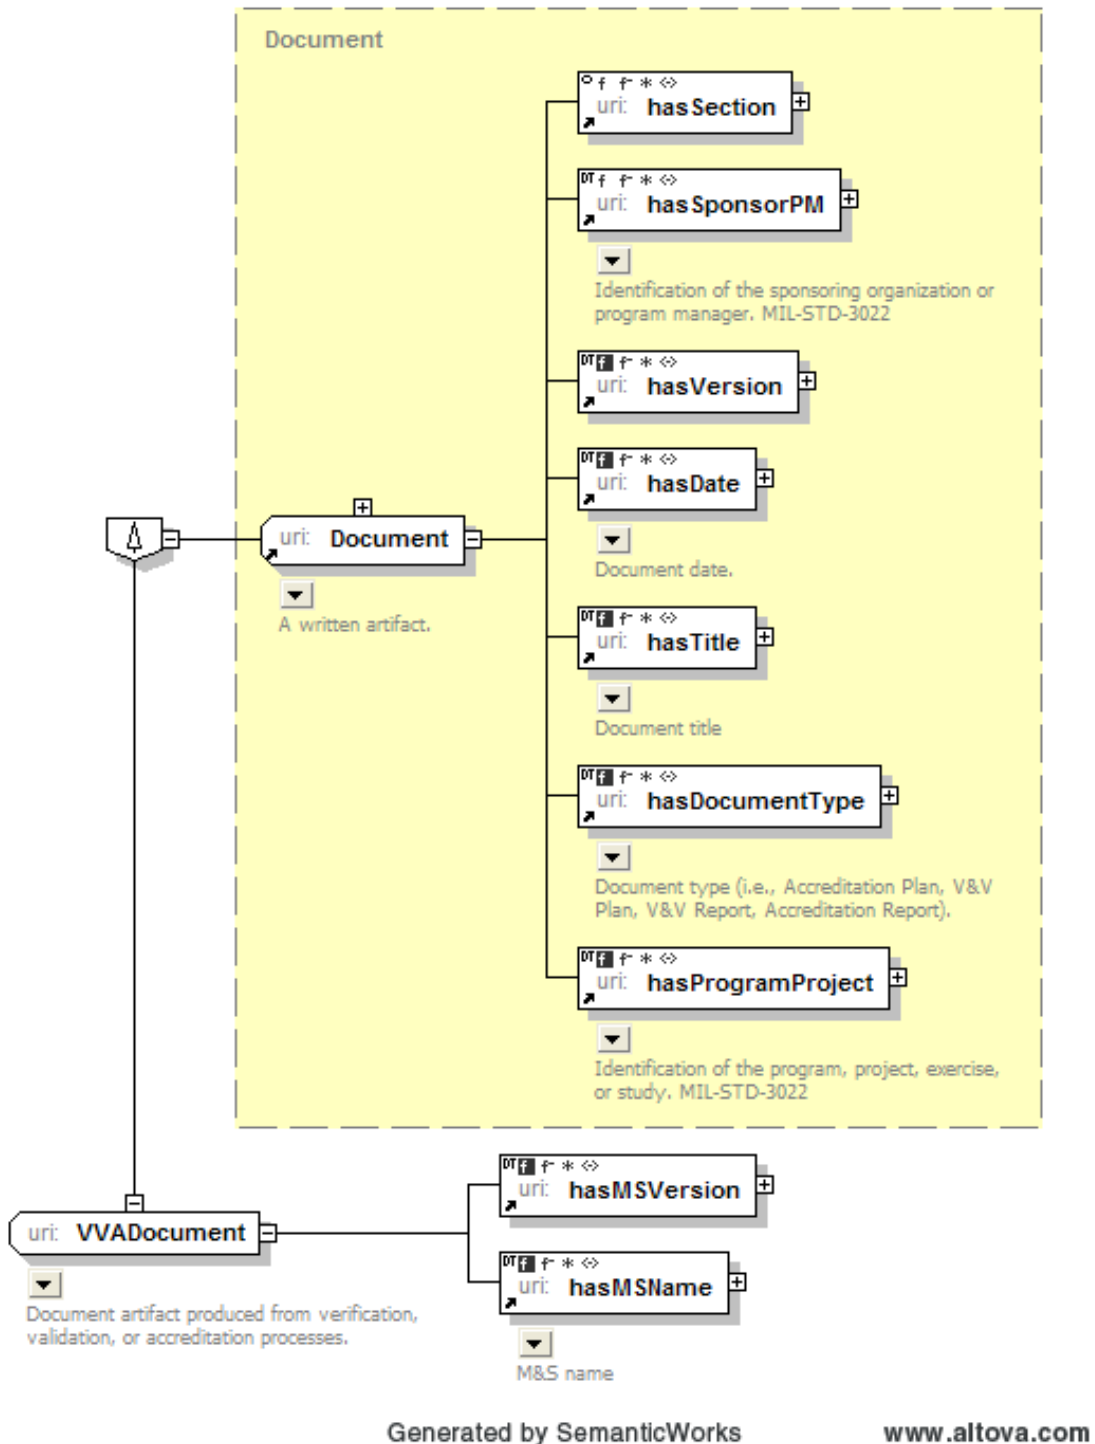 Document
uri: hasSection
uri: hasSponsorPM
Identification of the sponsoring organization or
program manager. MIL-STD-3022
uri: hasVersion
uri: hasDate
Document date.
uri: Document
A written artifact.
uri: hasTitle
Document title
uri: hasDocumentType
Document type (i.e., Accreditation Plan, V&V
Plan, V&V Report, Accreditation Report).
uri: hasProgramProject
Identification of the program, project, exercise,
or study. MIL-STD-3022
uri: hasMSVersion
uri: VVADocument
Document artifact produced from verification,
validation, or accreditation processes.
uri: hasMSName
M&S name
Generated by SemanticWorks www.altova.com